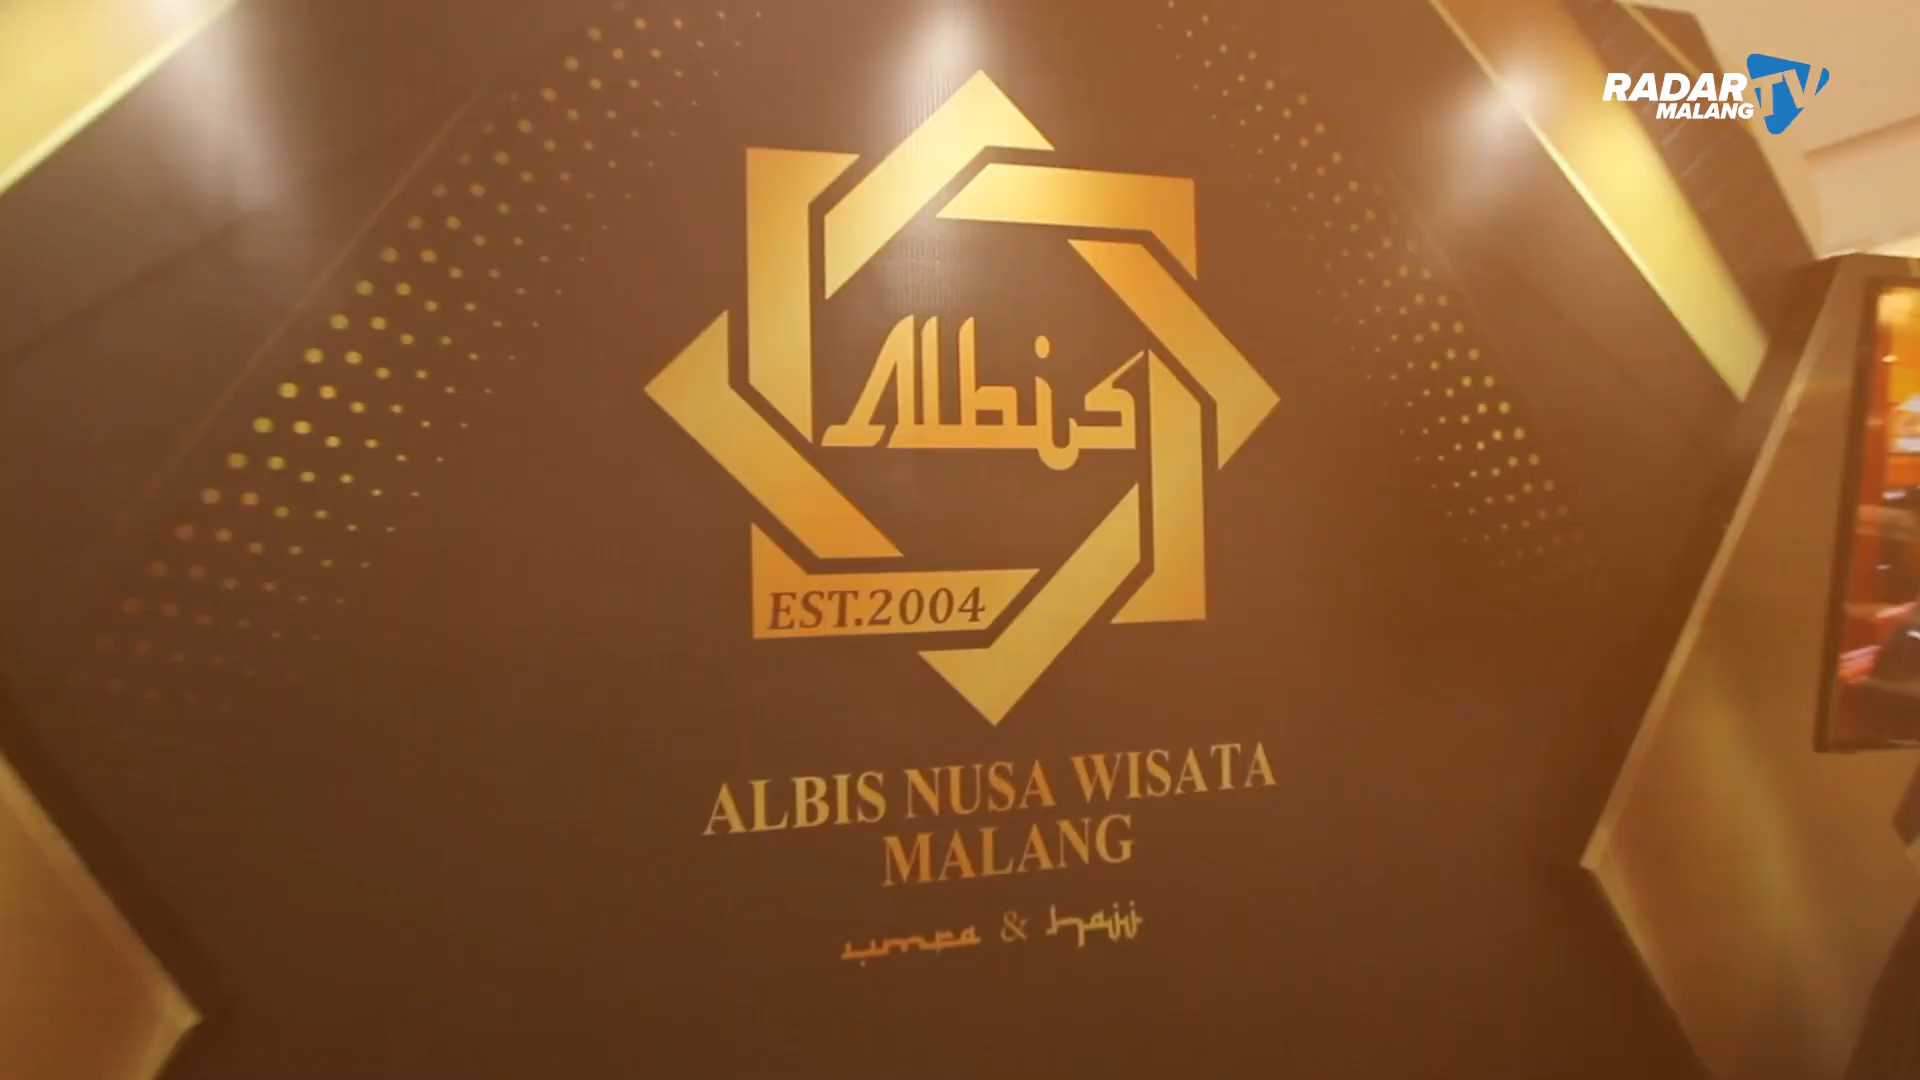 RADAR TV
MALANG
Albis
EST.2004
ALBIS NUSA WISATA
MALANG
umra & hajj